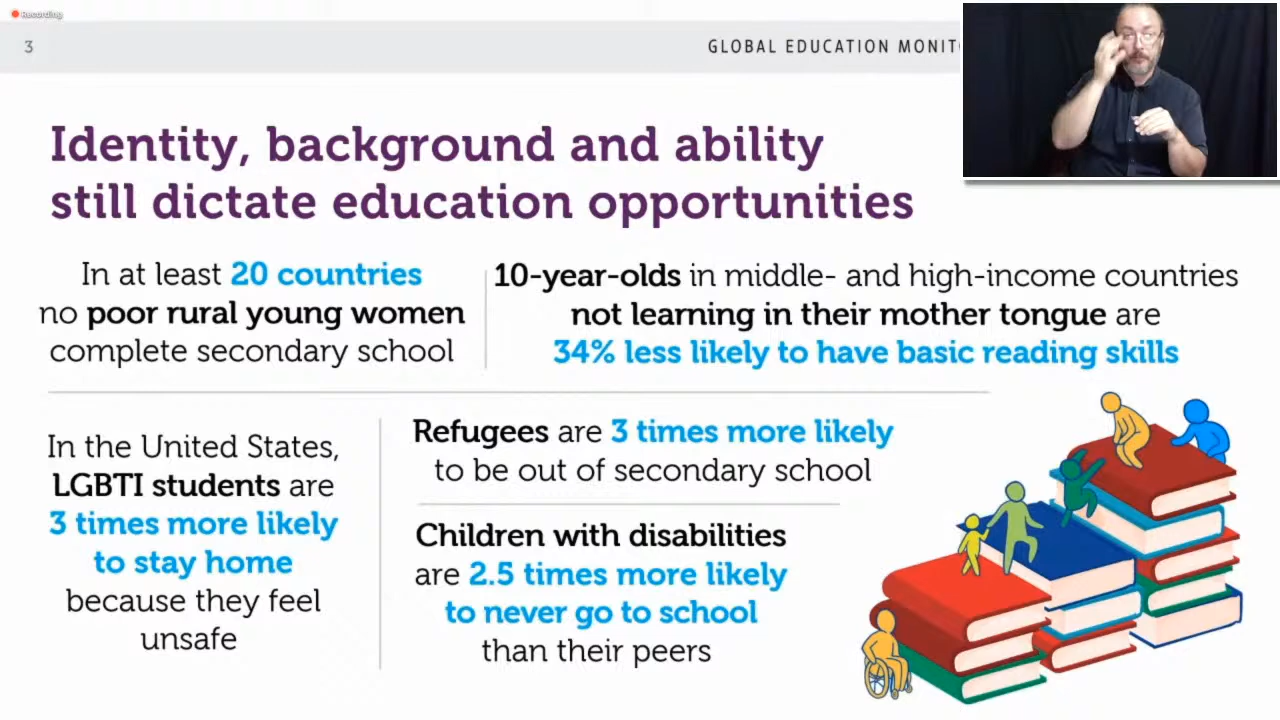 Recording
3
GLOBAL EDUCATION
Identity, background and ability
still dictate education opportunities
In at least 20 countries
no poor rural young women
complete secondary school
10-year-olds in middle- and high-income countries
not learning in their mother tongue are
34% less likely to have basic reading skills
In the United States,
LGBTI students are
3 times more likely
to stay home
because they feel
unsafe
Refugees are 3 times more likely
to be out of secondary school
Children with disabilities
are 2.5 times more likely
to never go to school
than their peers